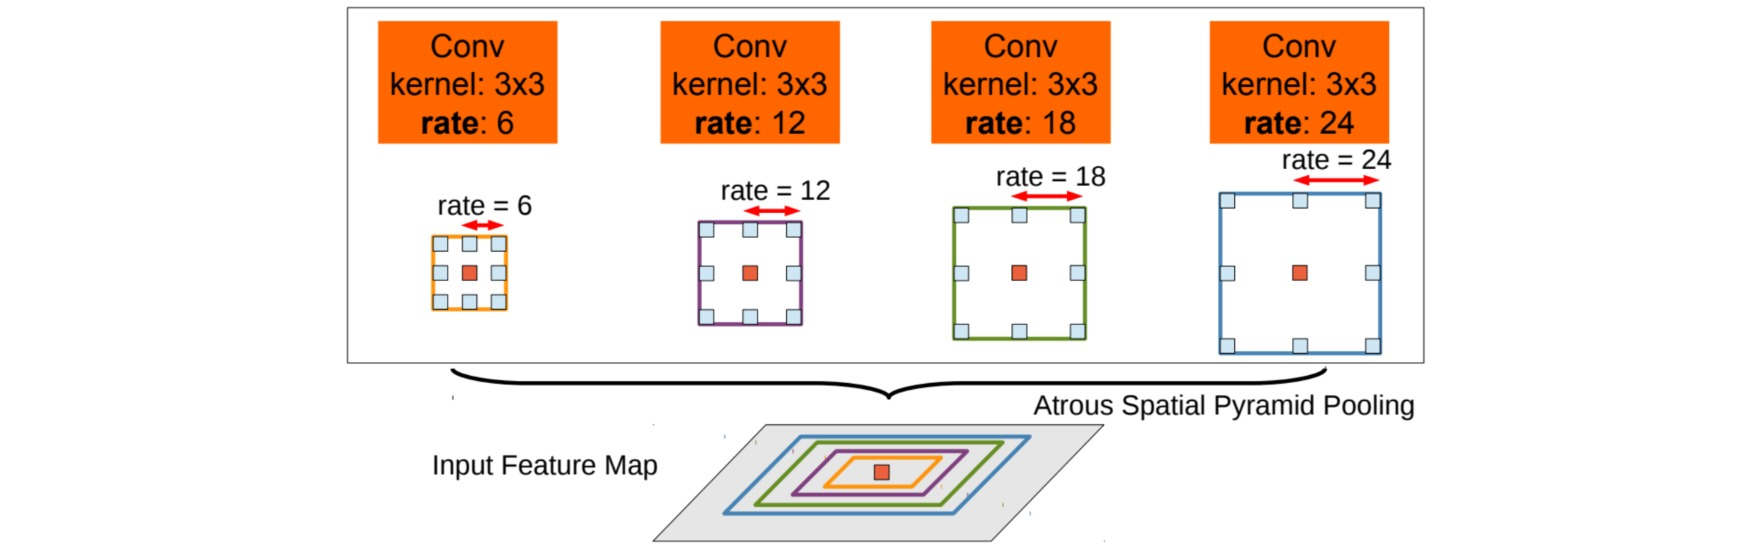 Conv
kernel: 3x3
rate: 6
Conv
kernel: 3x3
rate: 12
Conv
kernel: 3x3
rate: 18
Conv
kernel: 3x3
rate: 24
rate = 6
rate = 12
rate = 18
rate = 24
Atrous Spatial Pyramid Pooling
Input Feature Map